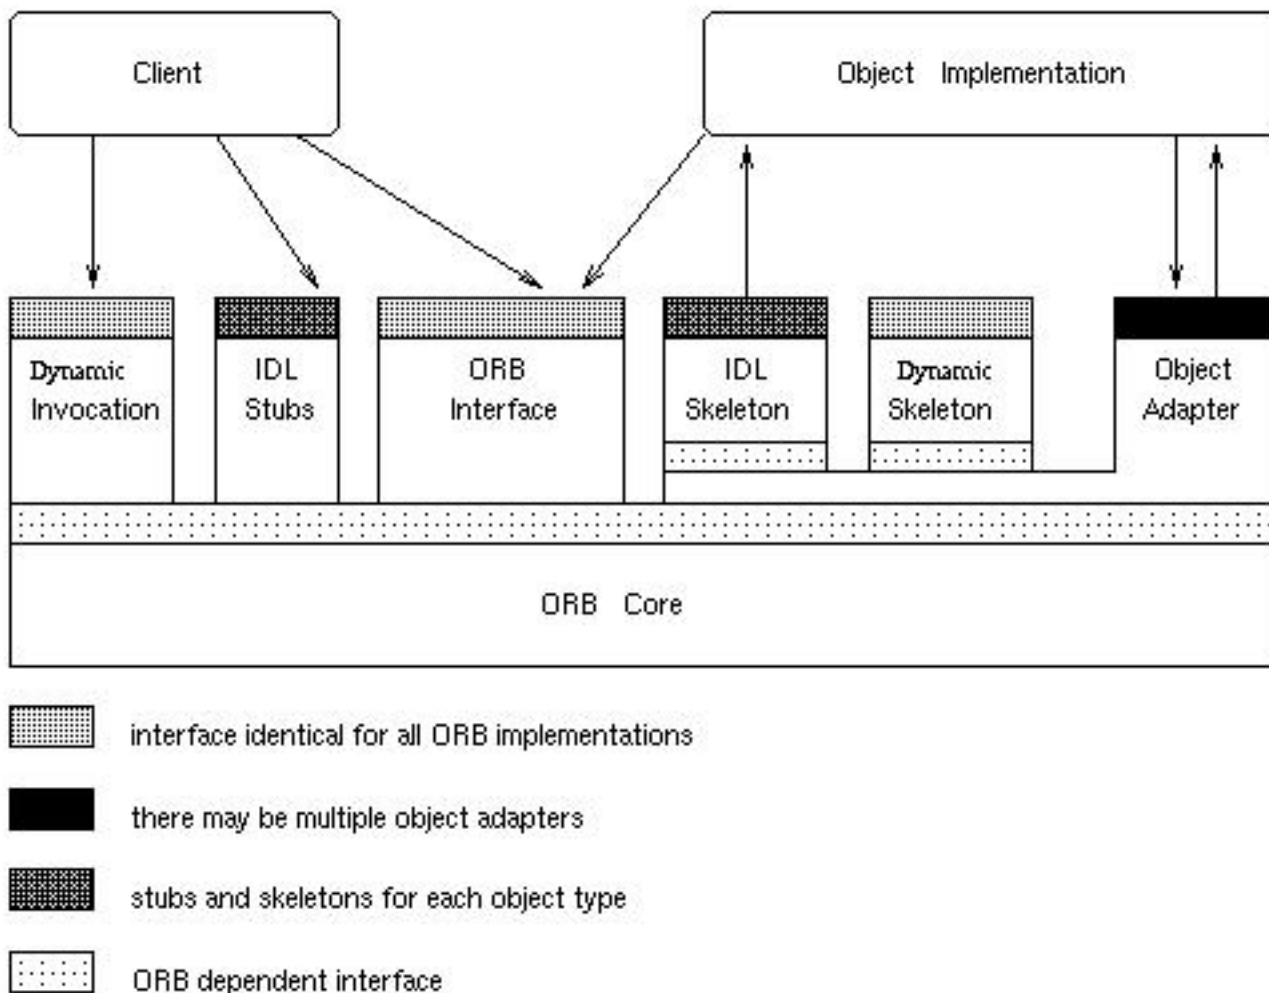 Client
Object Implementation
Dynamic
Invocation
IDL
Stubs
ORB
Interface
IDL
Skeleton
Dynamic
Skeleton
Object
Adapter
ORB Core
interface identical for all ORB implementations
there may be multiple object adapters
stubs and skeletons for each object type
ORB dependent interface